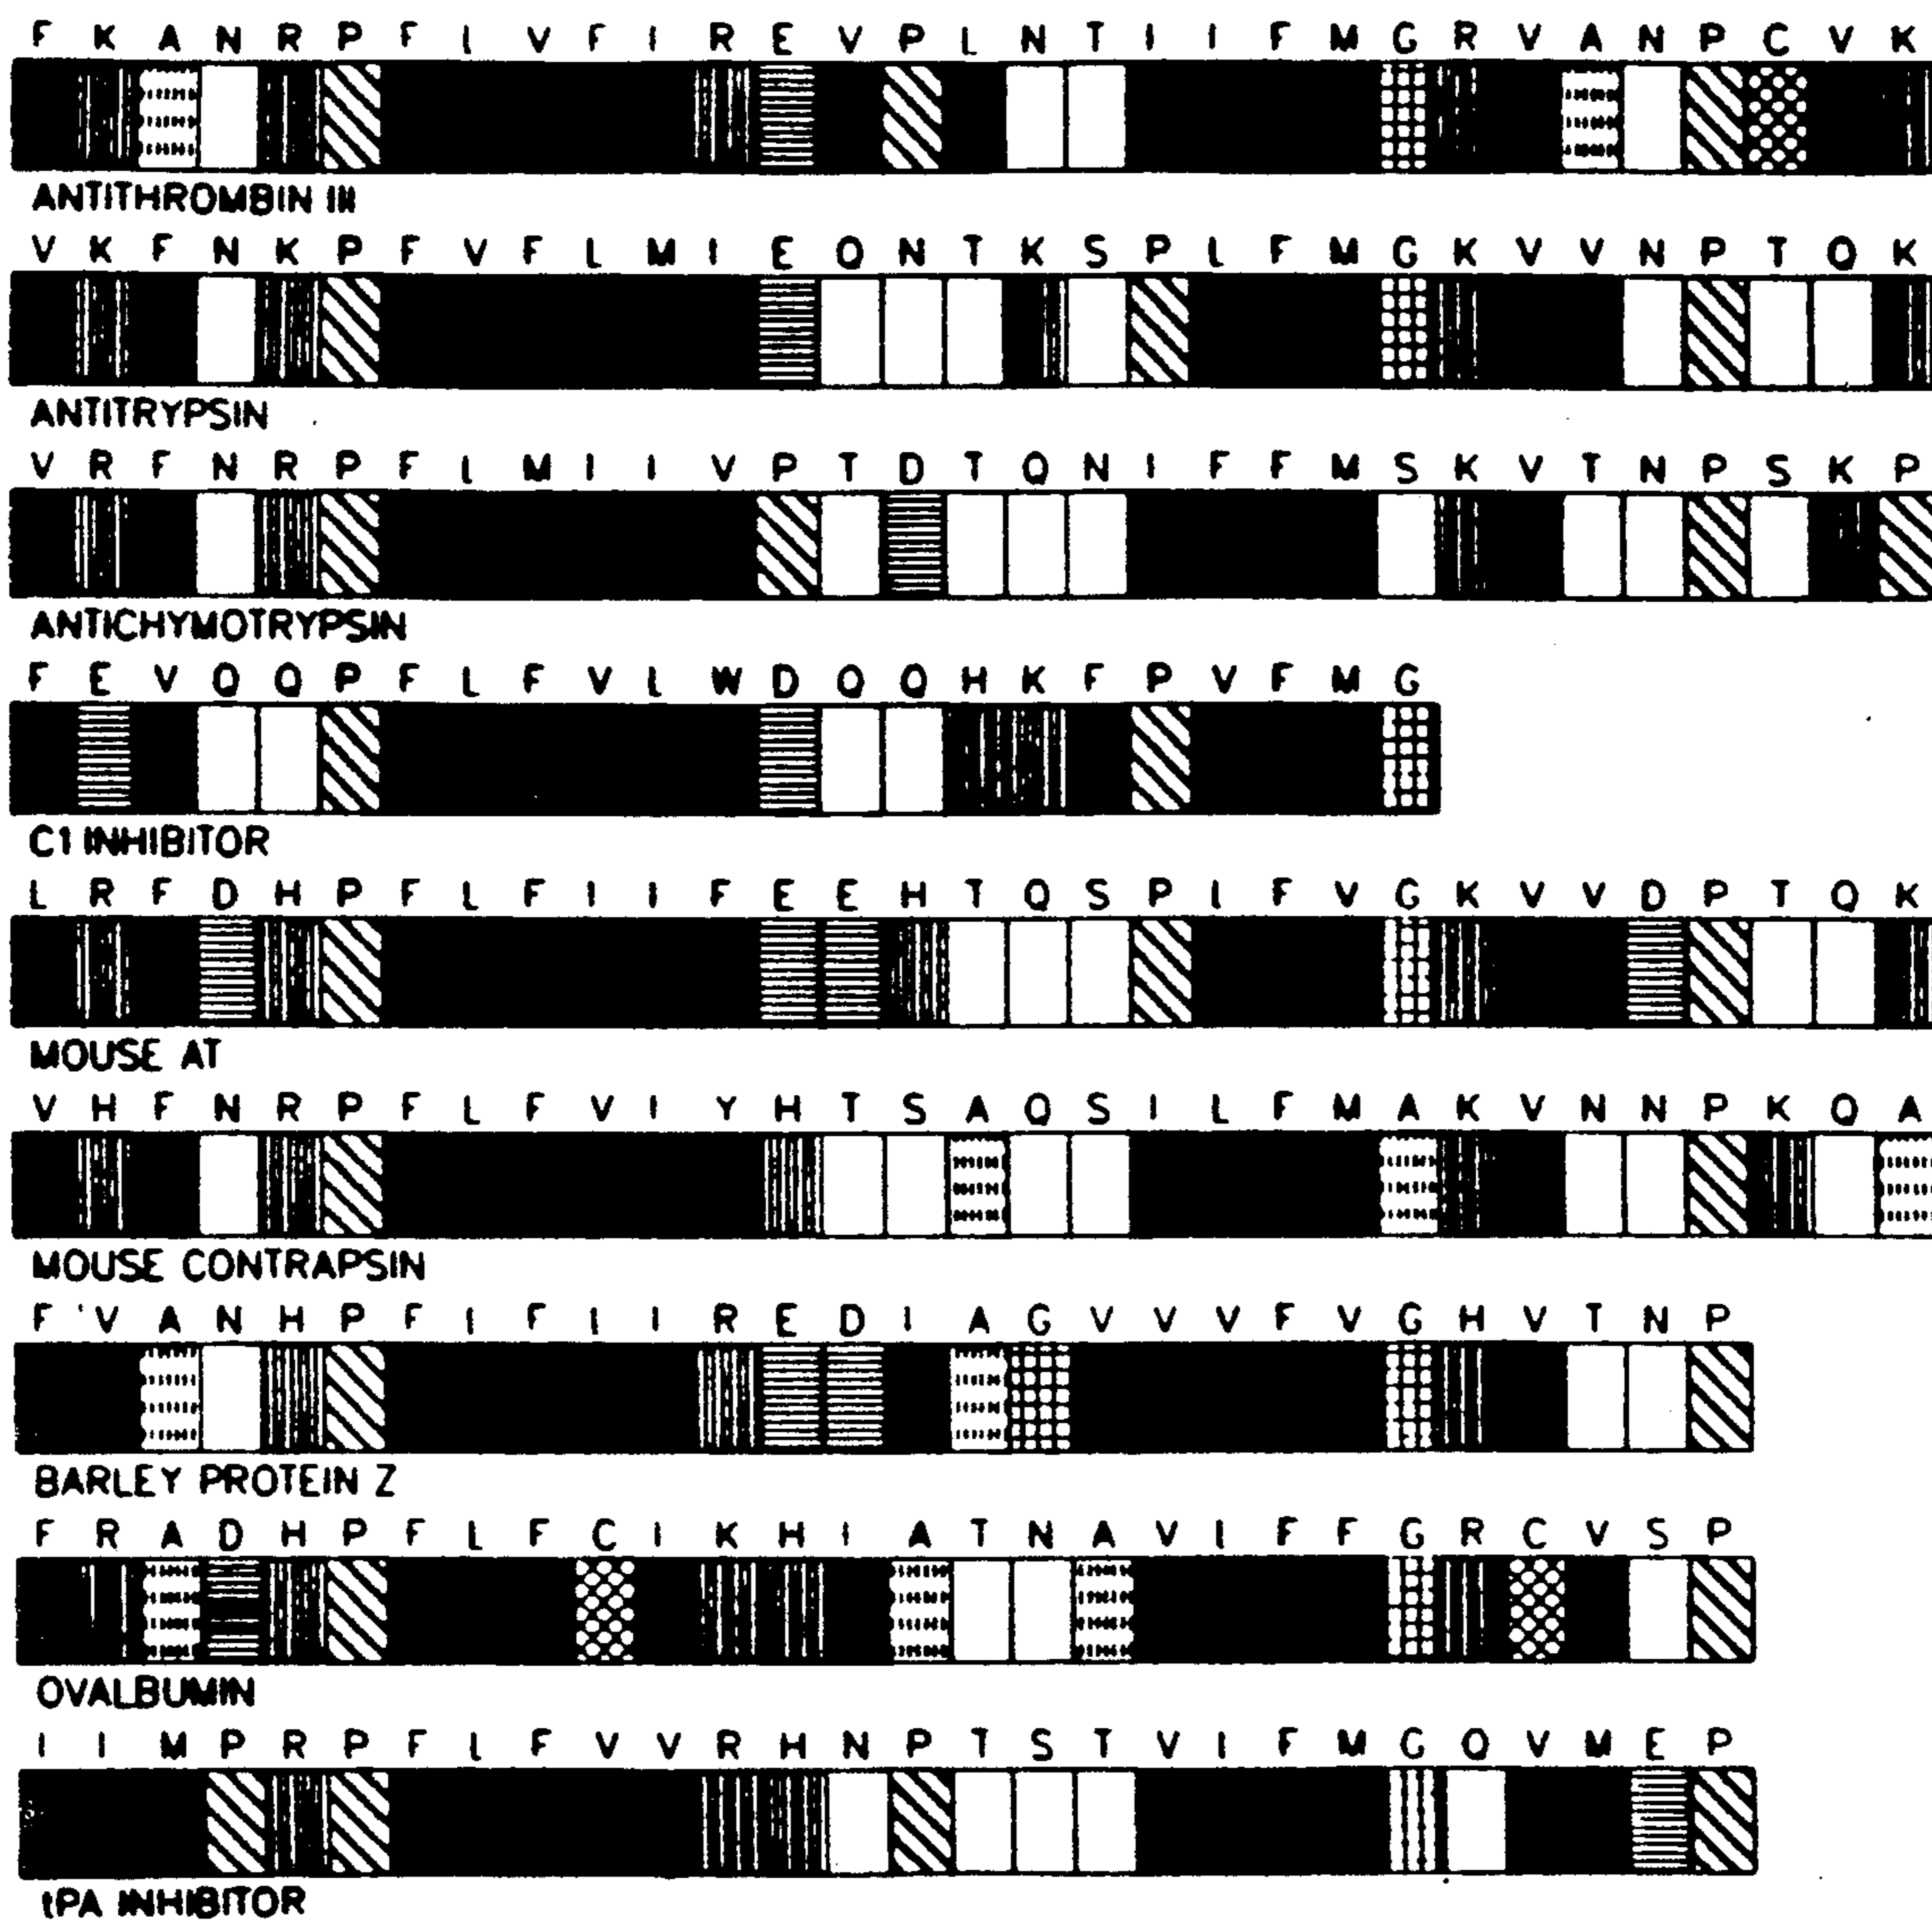 F K A N R P F L V F I R E V P L N T I I F M G R V A N P C V K
ANTITHROMBIN III
V K F N K P F V F L M I E Q N T K S P L F M G K V V N P T Q K
ANTITRYPSIN
V R F N R P F L M I I V P T D T Q N I F F M S K V T N P S K P
ANTICHYMOTRYPSIN
F E V Q Q P F L F V L W D Q Q H K F P V F M G
C1 INHIBITOR
L R F D H P F L F I I F E E H T Q S P I F V G K V V D P T Q K
MOUSE AT
V H F N R P F L F V I Y H T S A Q S I L F M A K V N N P K Q A
MOUSE CONTRAPSIN
F V A N H P F I F L I R E D I A G V V V F V G H V T N P
BARLEY PROTEIN Z
F R A D H P F L F C I K H I A T N A V L F F G R C V S P
OVALBUMIN
I I M P R P F L F V V R H N P T S T V I F M G Q V M E P
tPA INHIBITOR